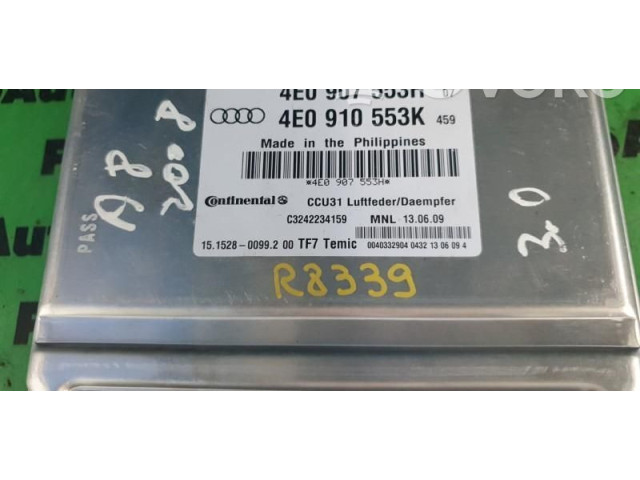 4E0 907 553H 07
4E0 910 553K 459
Made in the Philippines
*4E0 907 553H*
Continental CCU31 Luftfeder/Daempfer
C3242234159 MNL 13.06.09
15.1528-0099.2 00 TF7 Temic 0040332904 0432 13 06 09 4
PASS
A8
2008
3.0
R8339